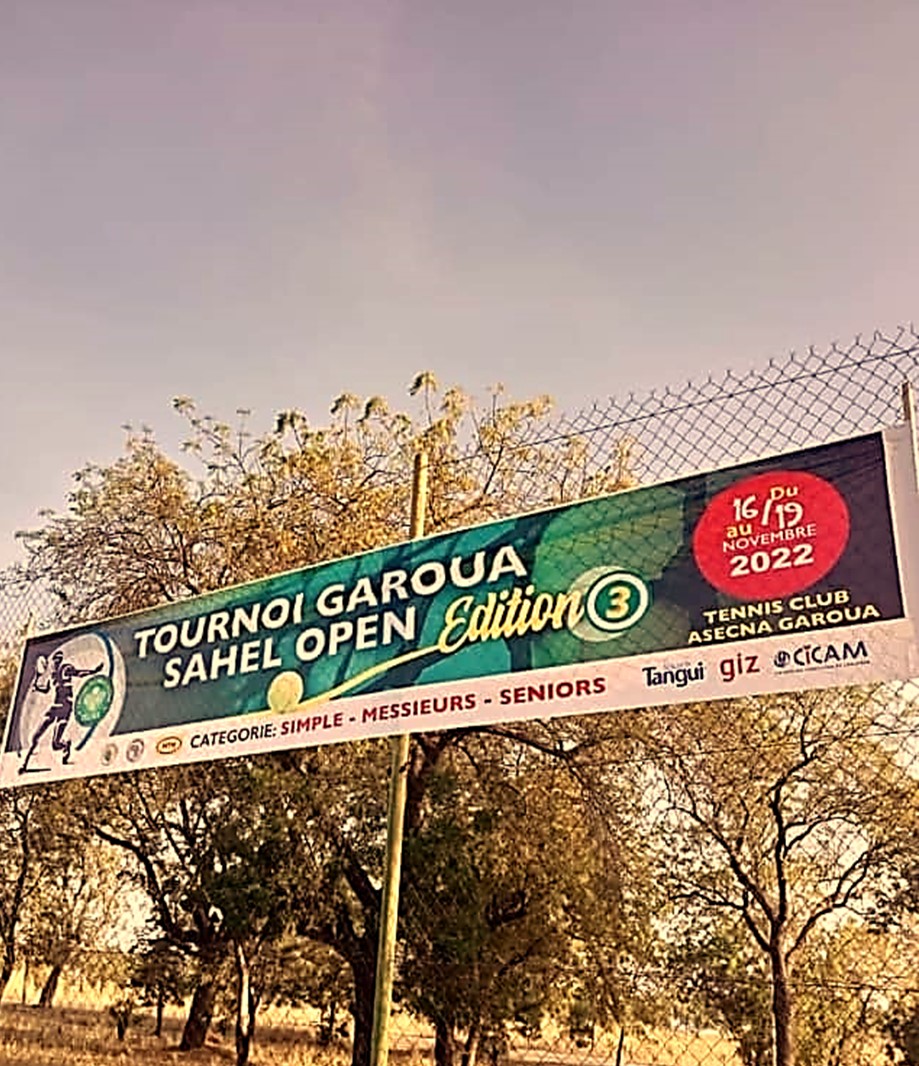 TOURNOI GAROUA
SAHEL OPEN Edition 3
Du
16/19
au
NOVEMBRE
2022
TENNIS CLUB
ASECNA GAROUA
CATEGORIE: SIMPLE - MESSIEURS - SENIORS
Tangui giz CICAM